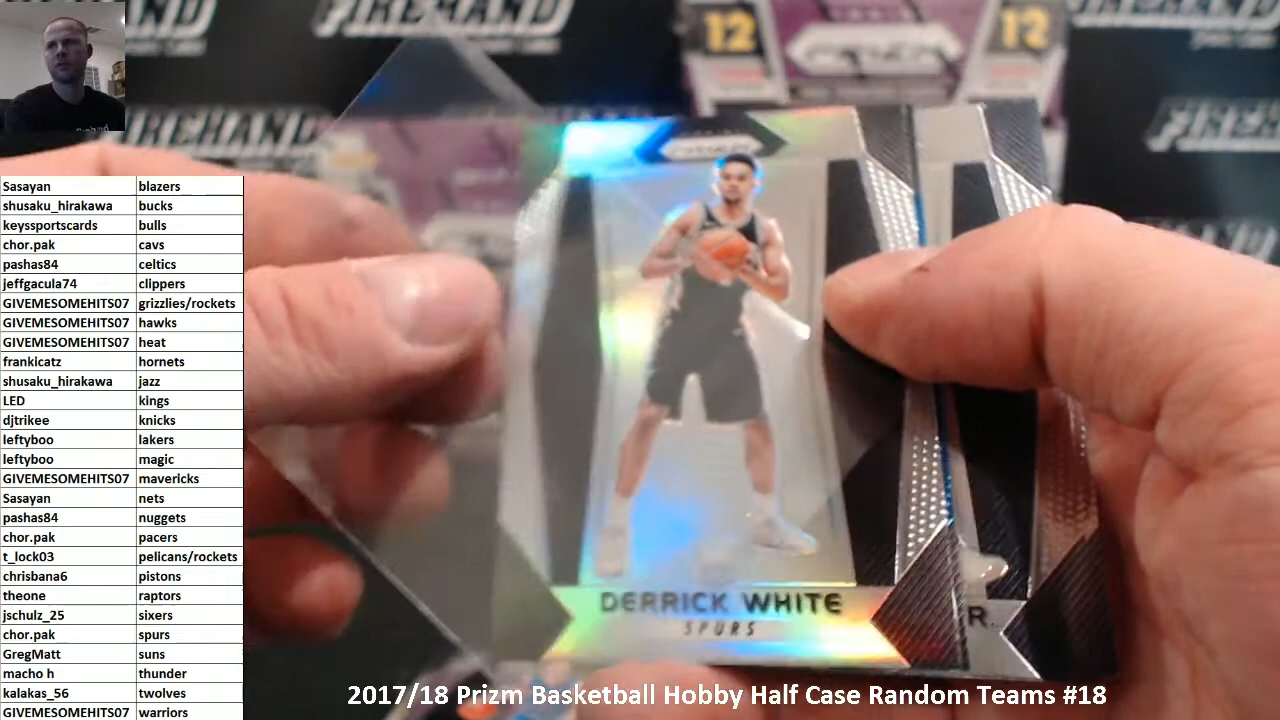 FIREHAND
12
PRIZM
12
FIREHAND
Sasayan blazers
shusaku_hirakawa bucks
keyssportscards bulls
chor.pak cavs
pashas84 celtics
jeffgacula74 clippers
GIVEMESOMEHITS07 grizzlies/rockets
GIVEMESOMEHITS07 hawks
GIVEMESOMEHITS07 heat
frankicatz hornets
shusaku_hirakawa jazz
LED kings
djtrikee knicks
leftyboo lakers
leftyboo magic
GIVEMESOMEHITS07 mavericks
Sasayan nets
pashas84 nuggets
chor.pak pacers
t_lock03 pelicans/rockets
chrisbana6 pistons
theone raptors
jschulz_25 sixers
chor.pak spurs
GregMatt suns
macho h thunder
kalakas_56 twolves
GIVEMESOMEHITS07 warriors
DERRICK WHITE
SPURS
R.
2017/18 Prizm Basketball Hobby Half Case Random Teams #18